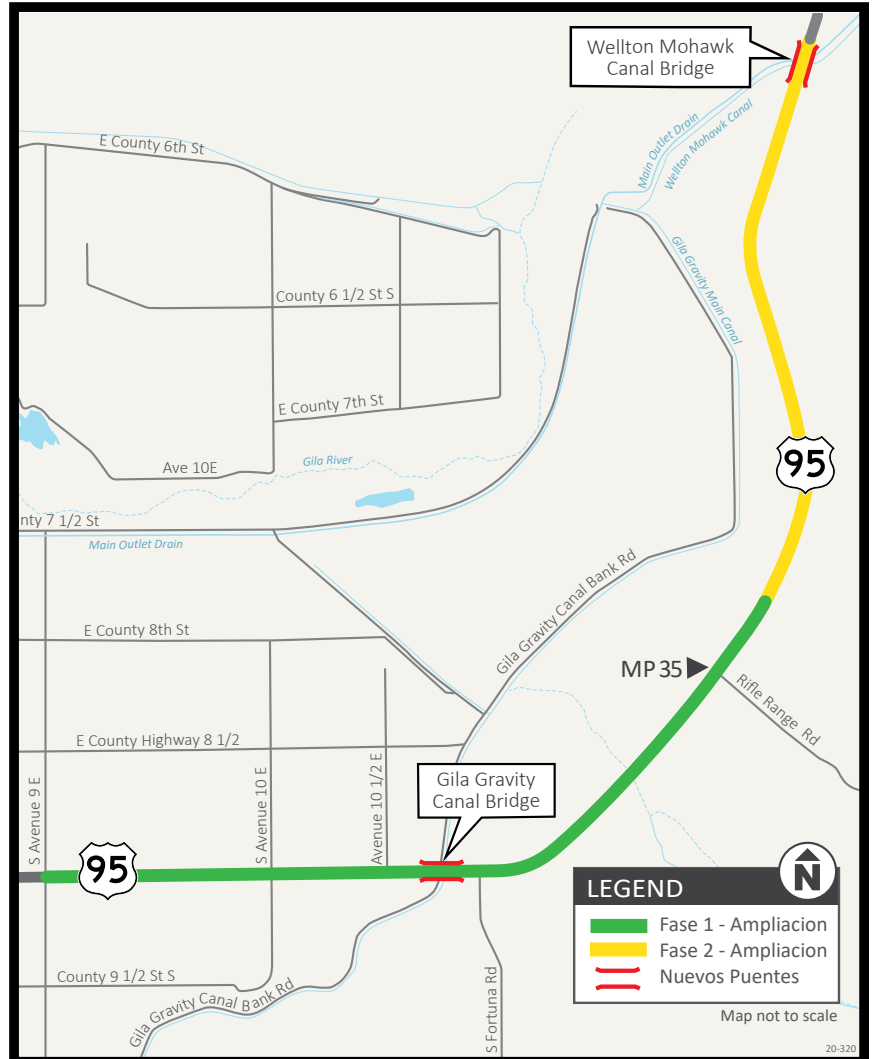 Wellton Mohawk
Canal Bridge
E County 6th St
Main Outlet Drain
Wellton Mohawk Canal
Gila Gravity Main Canal
County 6 1/2 St S
E County 7th St
95
Ave 10E
Gila River
nty 7 1/2 St
Main Outlet Drain
Gila Gravity Canal Bank Rd
E County 8th St
MP 35
Rifle Range Rd
E County Highway 8 1/2
Gila Gravity
Canal Bridge
S Avenue 9 E
S Avenue 10 E
Avenue 10 1/2 E
95
N
LEGEND
Fase 1 - Ampliacion
Fase 2 - Ampliacion
Nuevos Puentes
County 9 1/2 St S
Gila Gravity Canal Bank Rd
S Fortuna Rd
Map not to scale
20-320